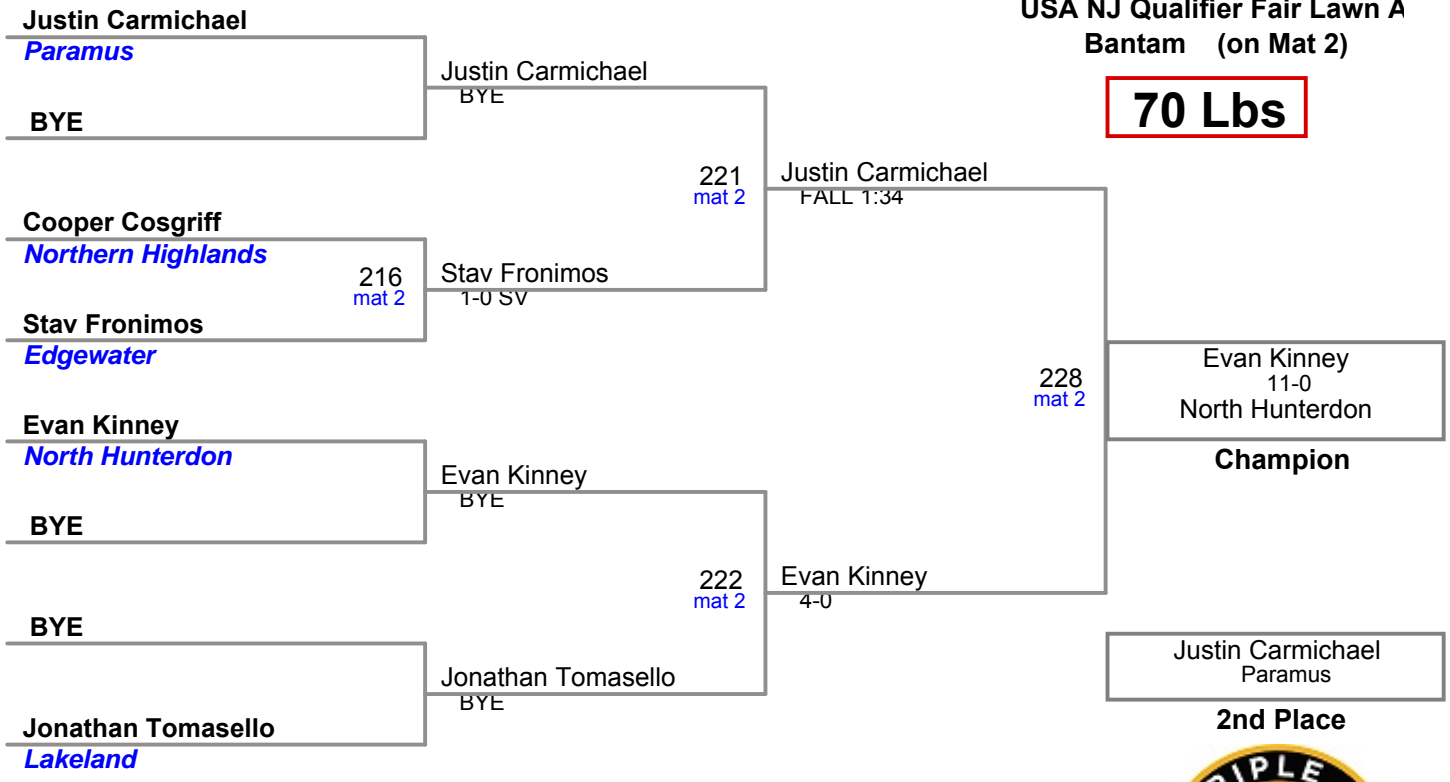 USA NJ Qualifier Fair Lawn A
Bantam (on Mat 2)
70 Lbs
Justin Carmichael
Paramus
BYE
Cooper Cosgriff
Northern Highlands
216
mat 2
Stav Fronimos
Edgewater
Evan Kinney
North Hunterdon
BYE
BYE
Jonathan Tomasello
Lakeland
Justin Carmichael
BYE
221
mat 2
Stav Fronimos
1-0 SV
Evan Kinney
BYE
222
mat 2
Jonathan Tomasello
BYE
Justin Carmichael
FALL 1:34
228
mat 2
Evan Kinney
4-0
Evan Kinney
11-0
North Hunterdon
Champion
Justin Carmichael
Paramus
2nd Place
RIPLE